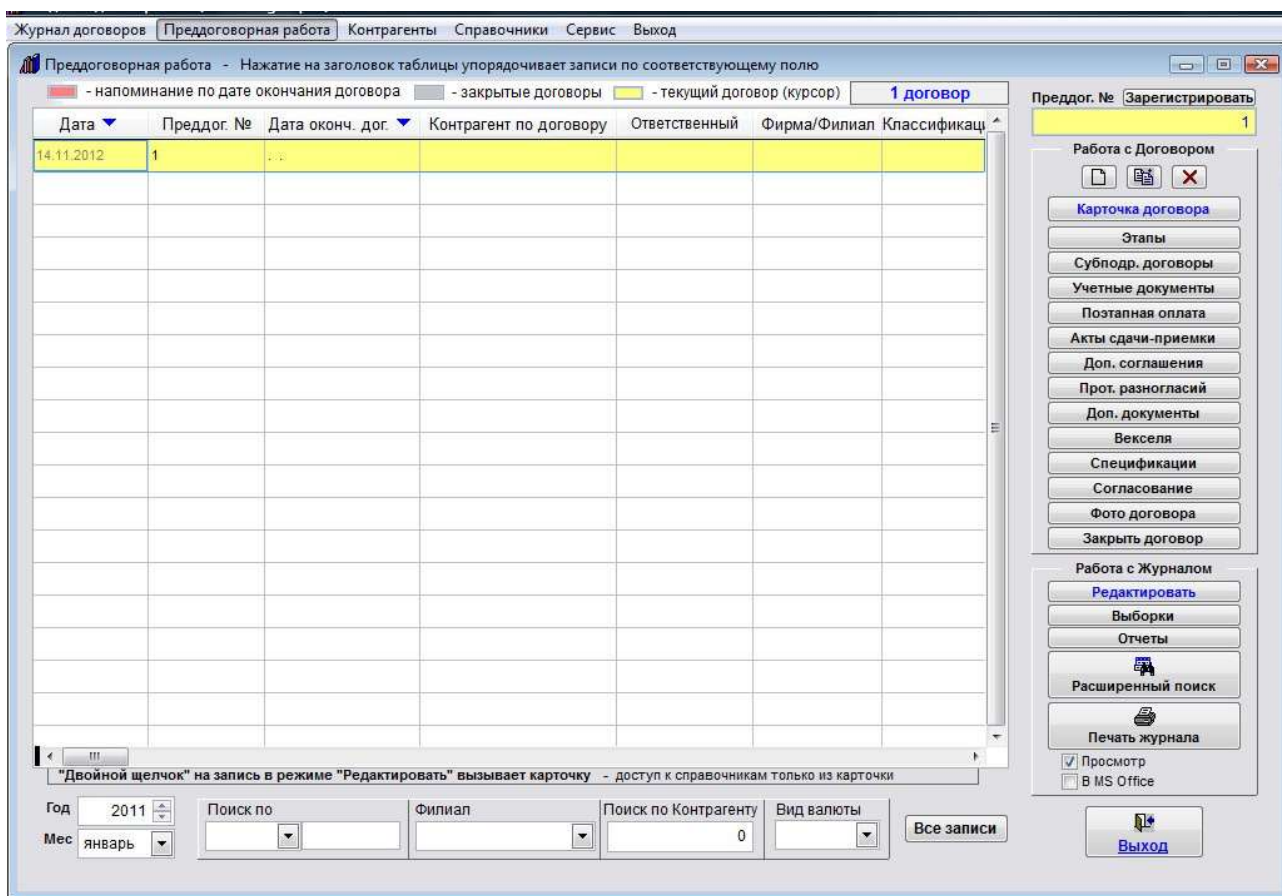 Журнал договоров Преддоговорная работа Контрагенты Справочники Сервис Выход
Преддоговорная работа - Нажатие на заголовок таблицы упорядочивает записи по соответствующему полю
- напоминание по дате окончания договора - закрытые договоры - текущий договор (курсор) 1 договор
Преддог. № Зарегистрировать
1
Дата Преддог. № Дата оконч. дог. Контрагент по договору Ответственный Фирма/Филиал Классификаци
14.11.2012 1 . .
Работа с Договором
Карточка договора
Этапы
Субподр. договоры
Учетные документы
Поэтапная оплата
Акты сдачи-приемки
Доп. соглашения
Прот. разногласий
Доп. документы
Векселя
Спецификации
Согласование
Фото договора
Закрыть договор
Работа с Журналом
Редактировать
Выборки
Отчеты
Расширенный поиск
Печать журнала
Просмотр
В MS Office
Выход
"Двойной щелчок" на запись в режиме "Редактировать" вызывает карточку - доступ к справочникам только из карточки
Год 2011 Поиск по Филиал Поиск по Контрагенту Вид валюты
Мес январь 0 Все записи